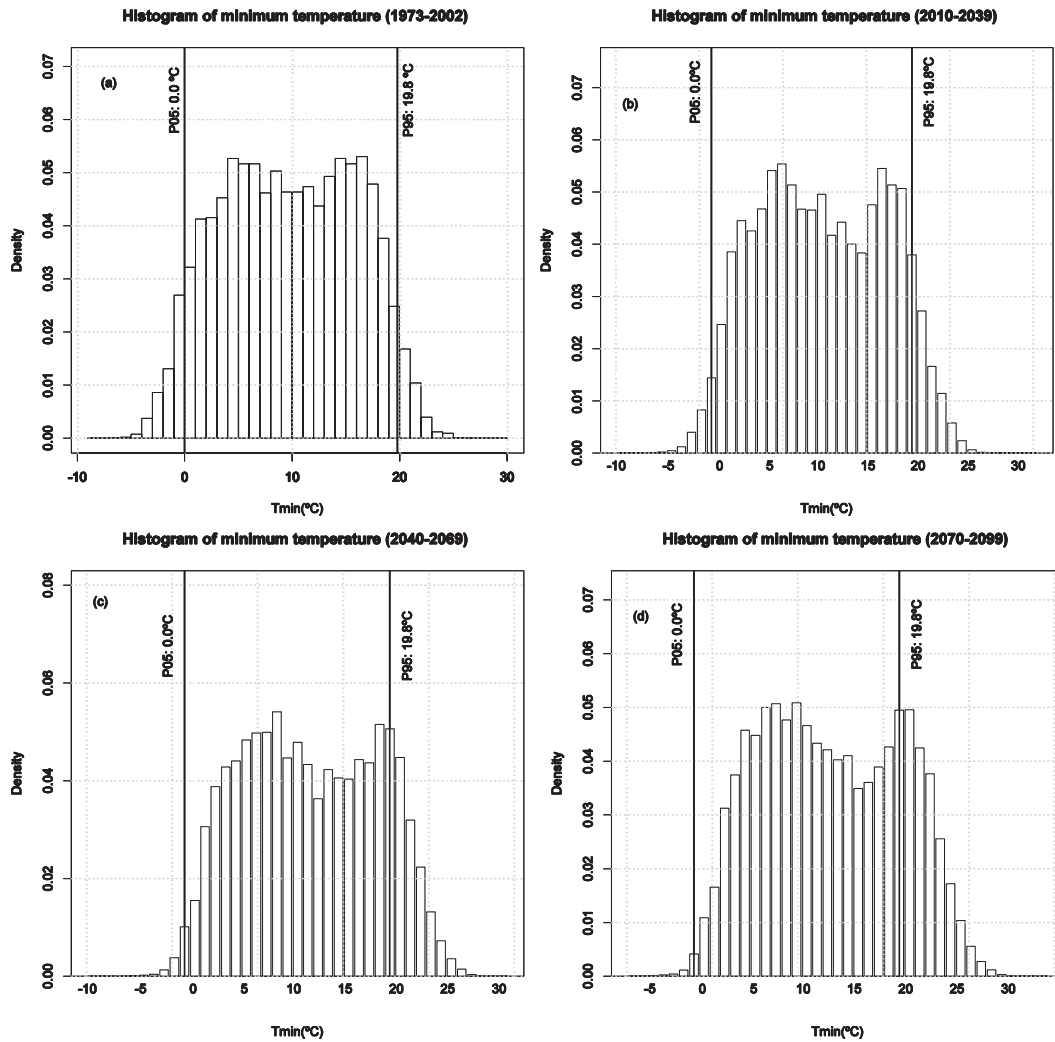 Histogram of minimum temperature (1973-2002)
(a)
P05: 0.0 ºC
P95: 19.8 ºC
Density
0.07
0.06
0.05
0.04
0.03
0.02
0.01
0.00
-10 0 10 20 30
Tmin(ºC)
Histogram of minimum temperature (2010-2039)
(b)
P05: 0.0ºC
P95: 19.8ºC
Density
0.07
0.06
0.05
0.04
0.03
0.02
0.01
0.00
-10 -5 0 5 10 15 20 25 30
Tmin(ºC)
Histogram of minimum temperature (2040-2069)
(c)
P05: 0.0ºC
P95: 19.8ºC
Density
0.08
0.06
0.04
0.02
0.00
-10 -5 0 5 10 15 20 25 30
Tmin(ºC)
Histogram of minimum temperature (2070-2099)
(d)
P05: 0.0ºC
P95: 19.8ºC
Density
0.07
0.06
0.05
0.04
0.03
0.02
0.01
0.00
-5 0 5 10 15 20 25 30
Tmin(ºC)